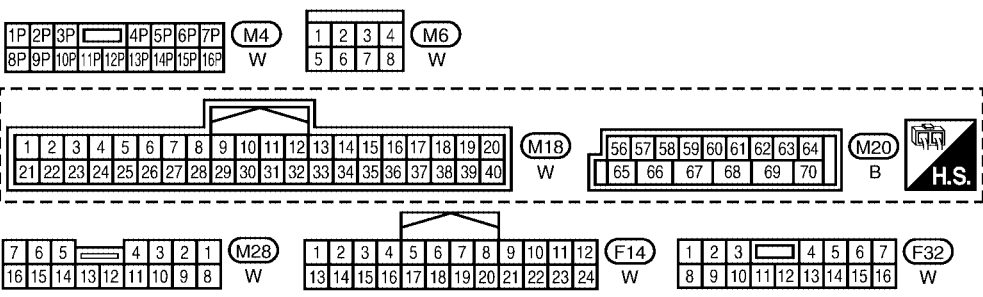 1P 2P 3P 4P 5P 6P 7P M4
8P 9P 10P 11P 12P 13P 14P 15P 16P W
1 2 3 4 M6
5 6 7 8 W
1 2 3 4 5 6 7 8 9 10 11 12 13 14 15 16 17 18 19 20 M18
21 22 23 24 25 26 27 28 29 30 31 32 33 34 35 36 37 38 39 40 W
56 57 58 59 60 61 62 63 64 M20
65 66 67 68 69 70 B
H.S.
7 6 5 4 3 2 1 M28
16 15 14 13 12 11 10 9 8 W
1 2 3 4 5 6 7 8 9 10 11 12 F14
13 14 15 16 17 18 19 20 21 22 23 24 W
1 2 3 4 5 6 7 F32
8 9 10 11 12 13 14 15 16 W